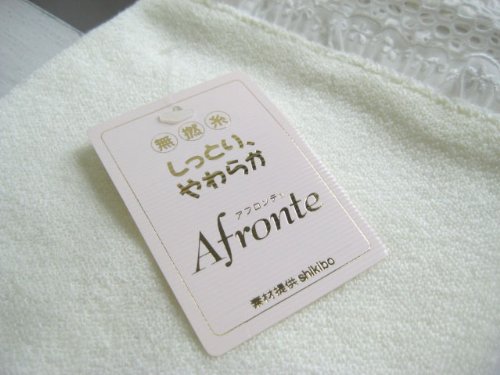 無撚糸
しっとり、
やわらか
アフロンティ
Afronte
素材提供 shikibo